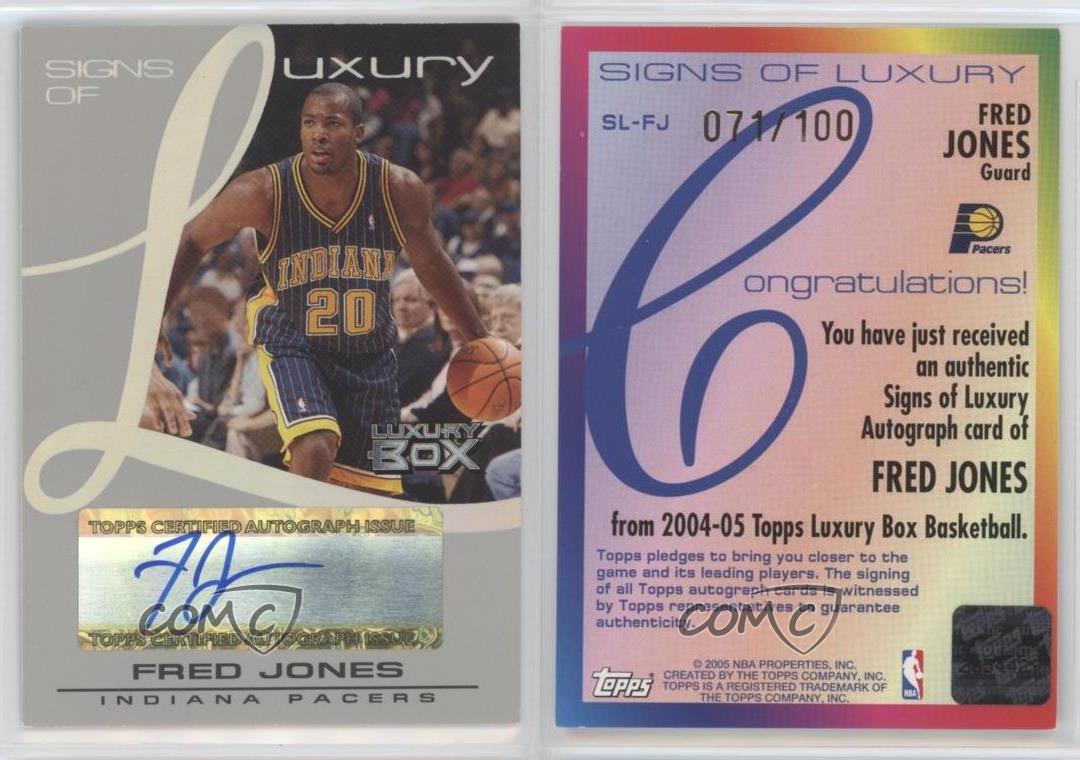 SIGNS
OF
Luxury
INDIANA
20
LUXURY
BOX
TOPPS CERTIFIED AUTOGRAPH ISSUE
FJ
COMC
TOPPS CERTIFIED AUTOGRAPH ISSUE
FRED JONES
INDIANA PACERS
SIGNS OF LUXURY
SL-FJ 071/100
FRED
JONES
Guard
Pacers
Congratulations!
You have just received
an authentic
Signs of Luxury
Autograph card of
FRED JONES
from 2004-05 Topps Luxury Box Basketball.
Topps pledges to bring you closer to the
game and its leading players. The signing
of all Topps autograph cards is witnessed
by Topps representatives to guarantee
authenticity.
COMC
Topps
© 2005 NBA PROPERTIES, INC.
CREATED BY THE TOPPS COMPANY, INC.
TOPPS IS A REGISTERED TRADEMARK OF
THE TOPPS COMPANY, INC.
NBA